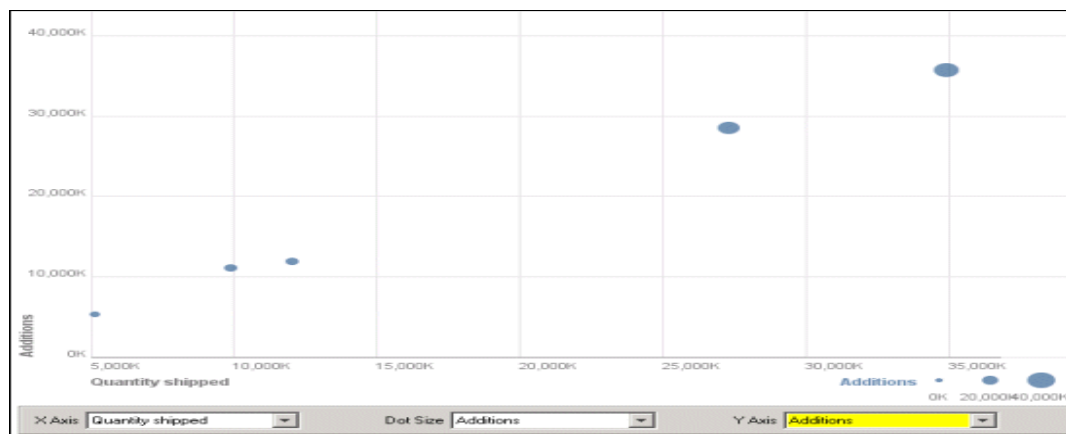 40,000K
30,000K
20,000K
10,000K
Additions
0K
5,000K 10,000K 15,000K 20,000K 25,000K 30,000K 35,000K
Quantity shipped Additions
0K 20,000K 40,000K
X Axis Quantity shipped Dot Size Additions Y Axis Additions